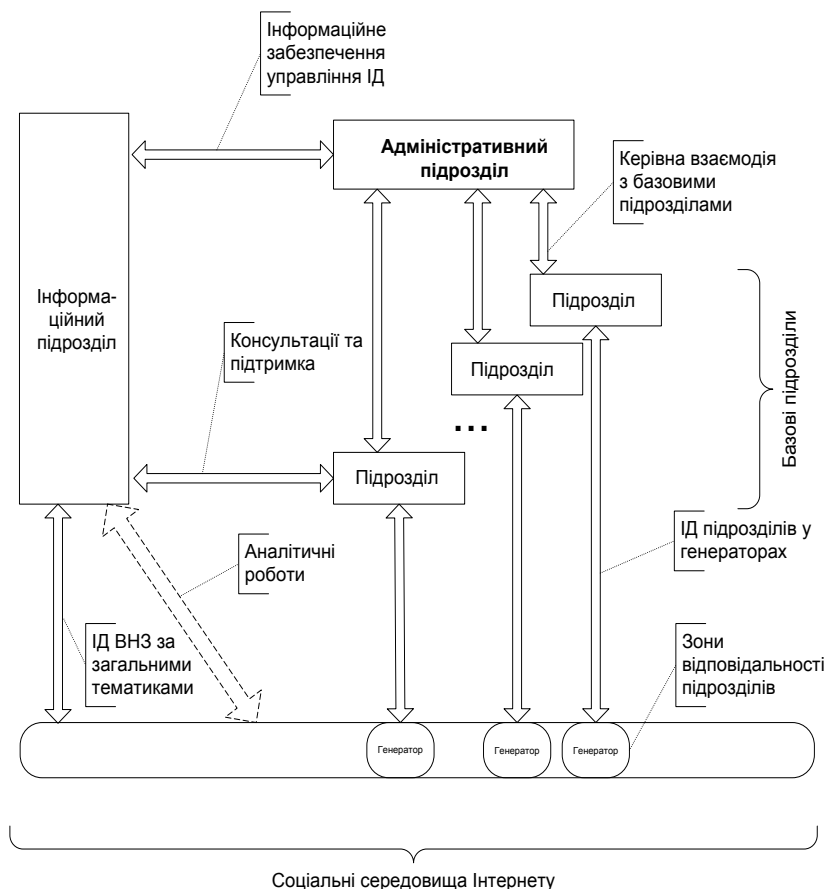 Інформаційне
забезпечення
управління ІД
Адміністративний
підрозділ
Керівна взаємодія
з базовими
підрозділами
Інформа-
ційний
підрозділ
Підрозділ
Консультації та
підтримка
Підрозділ
...
Базові підрозділи
Підрозділ
ІД підрозділів у
генераторах
Аналітичні
роботи
ІД ВНЗ за
загальними
тематиками
Зони
відповідальності
підрозділів
Генератор
Генератор
Генератор
Соціальні середовища Інтернету